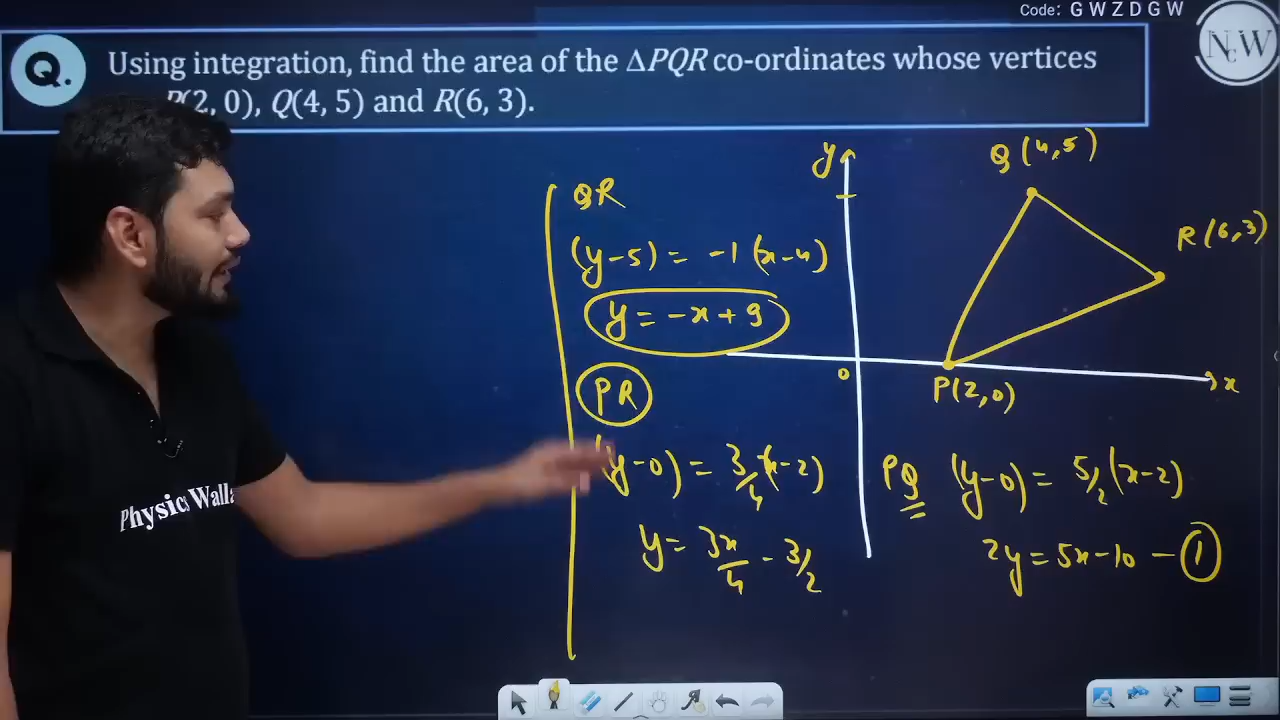 Code: G W Z D G W
NcW
Q.
Using integration, find the area of the ΔPQR co-ordinates whose vertices
P(2, 0), Q(4, 5) and R(6, 3).
y
Q (4,5)
R (6,3)
0
x
P(2,0)
QR
(y-5) = -1(x-4)
y = -x + 9
PR
(y-0) = 3/4 (x-2)
y = 3x/4 - 3/2
PQ (y-0) = 5/2 (x-2)
2y = 5x-10 - 1
Physics Walla